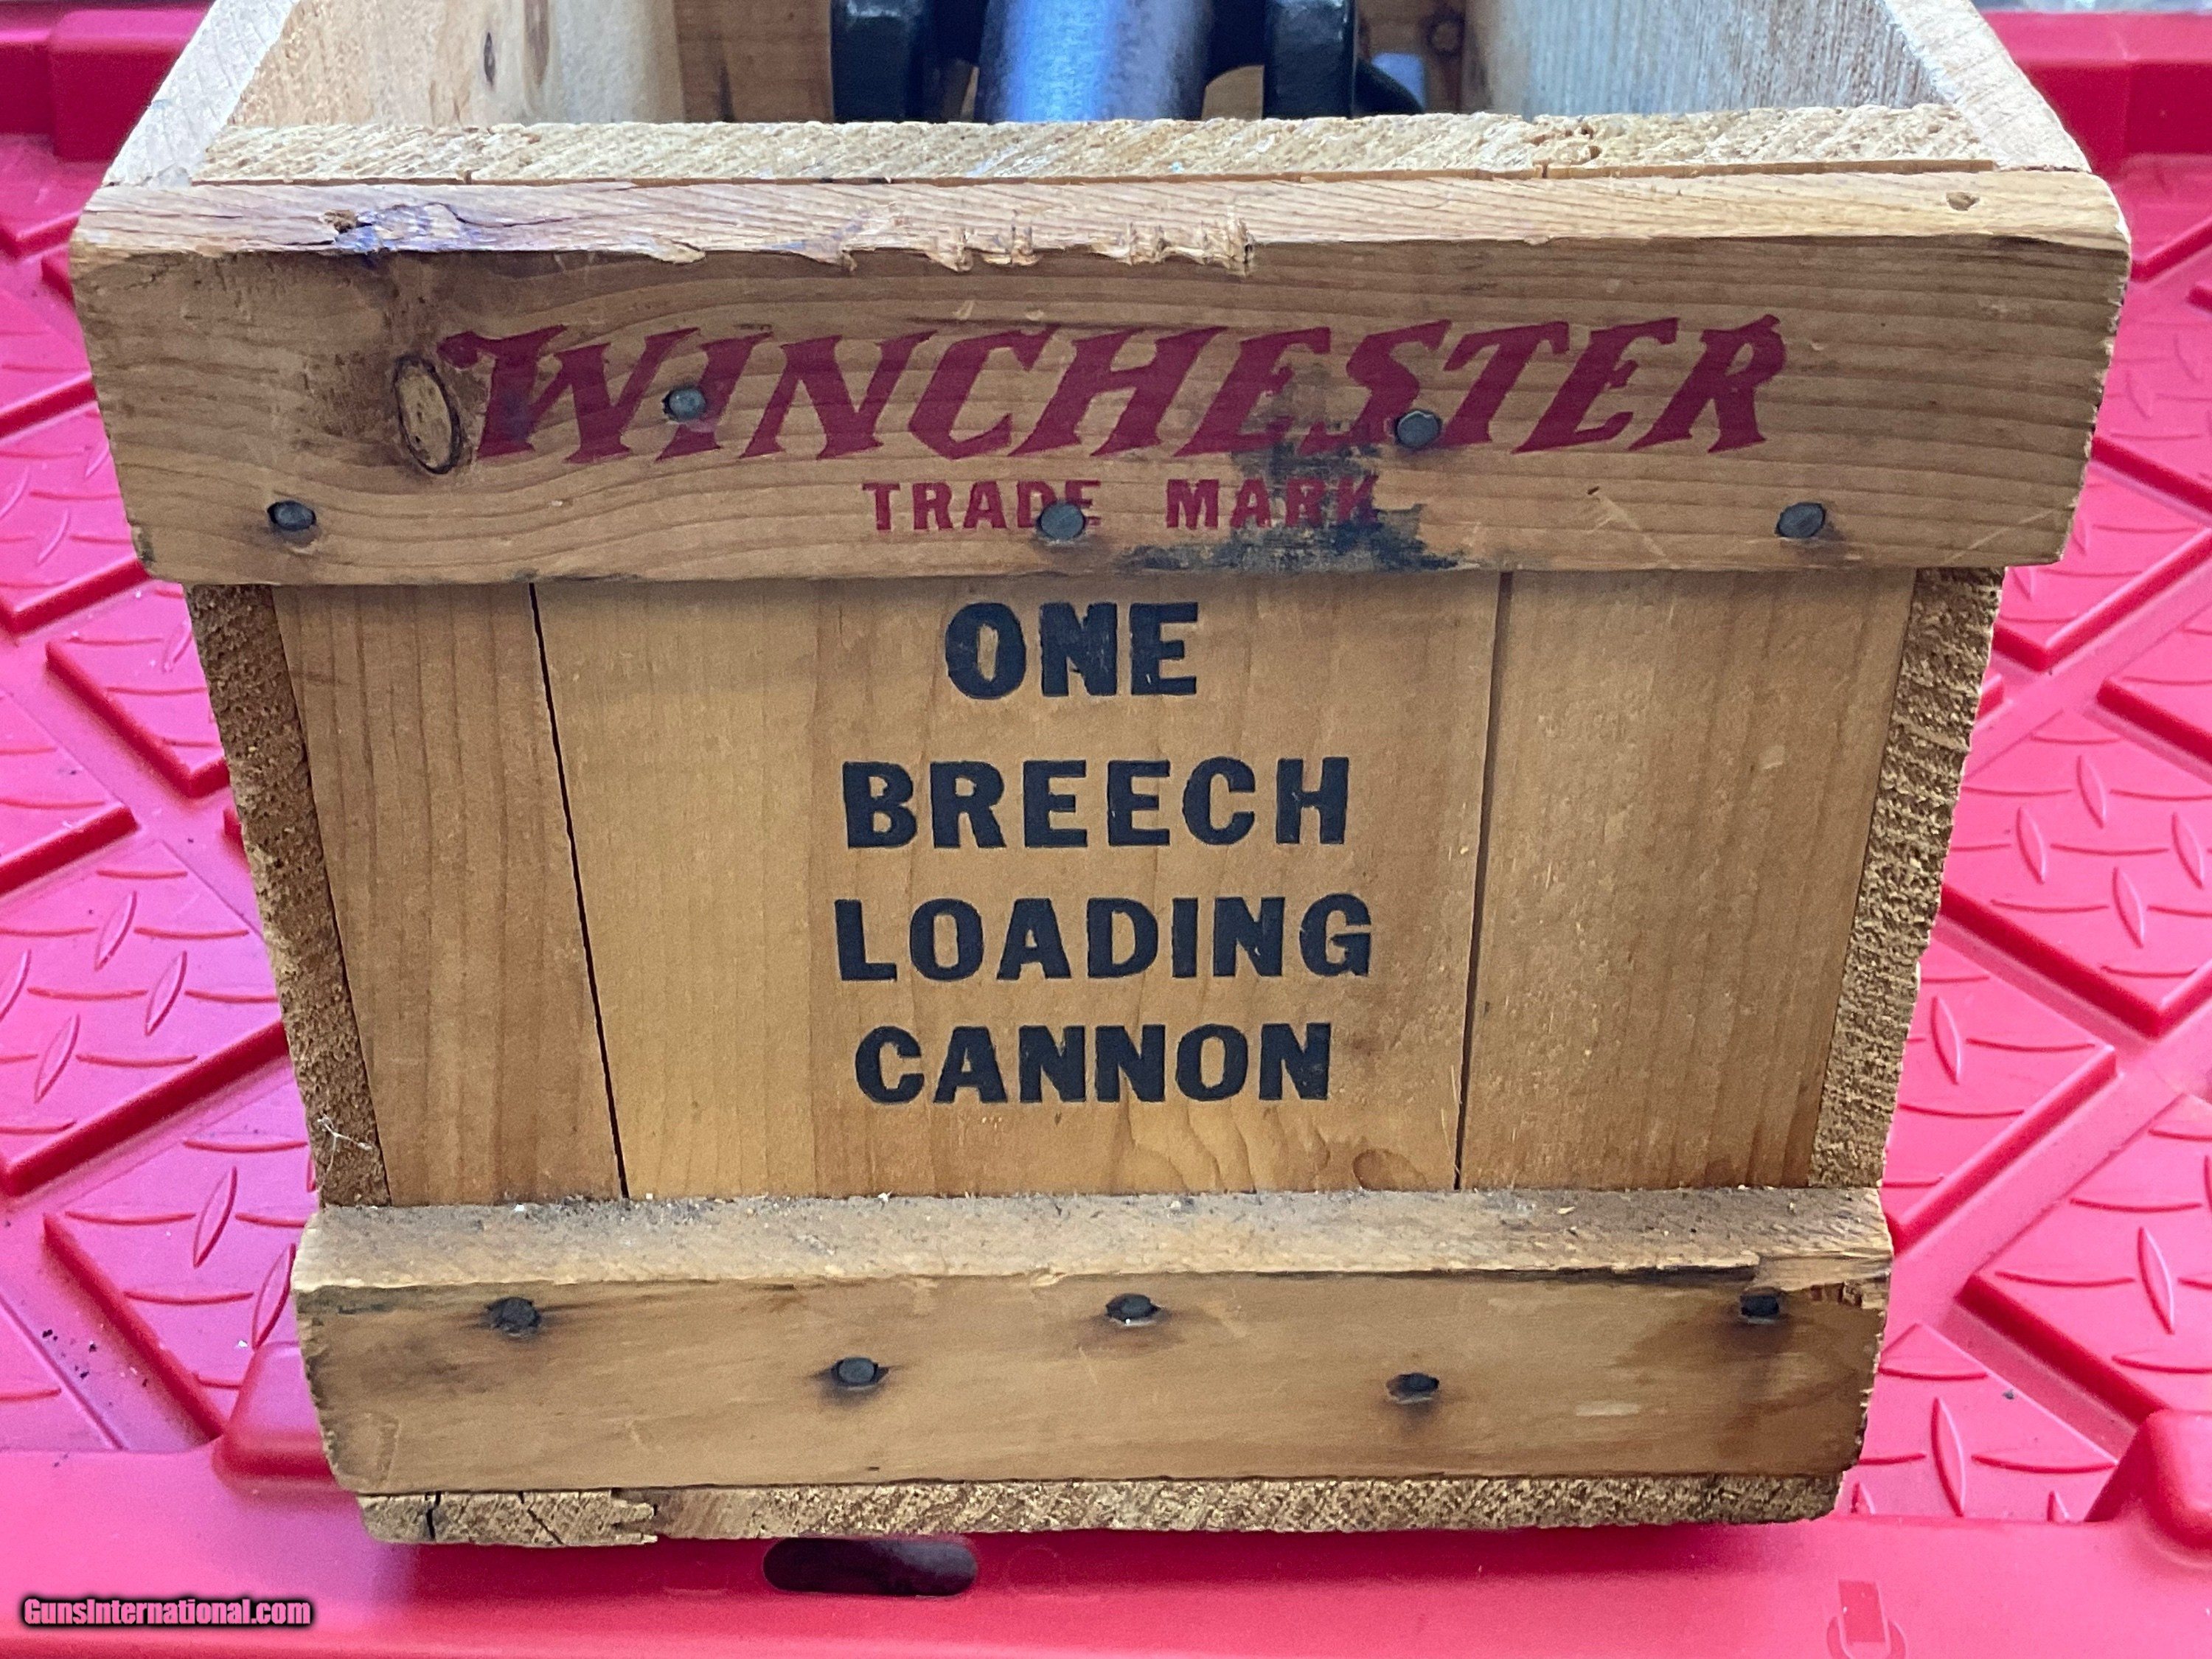 WINCHESTER
TRADE MARK
ONE
BREECH
LOADING
CANNON
GunsInternational.com